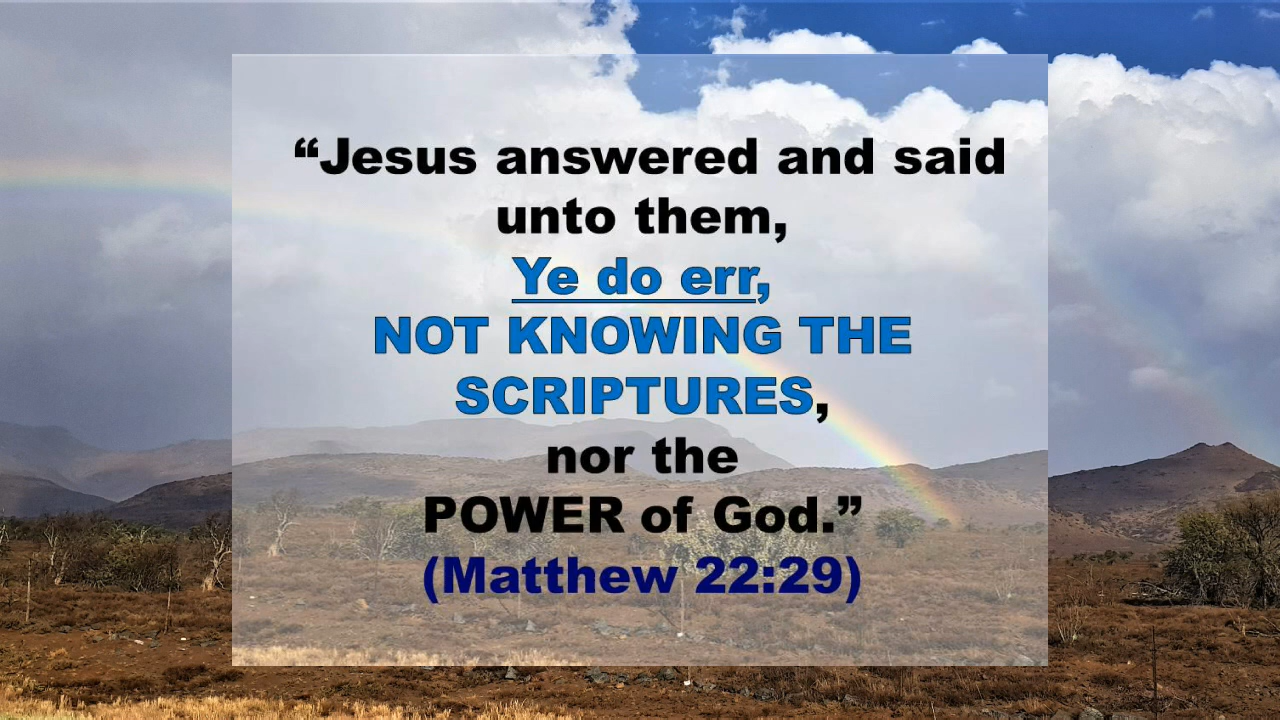 “Jesus answered and said
unto them,
Ye do err,
NOT KNOWING THE
SCRIPTURES,
nor the
POWER of God.”
(Matthew 22:29)